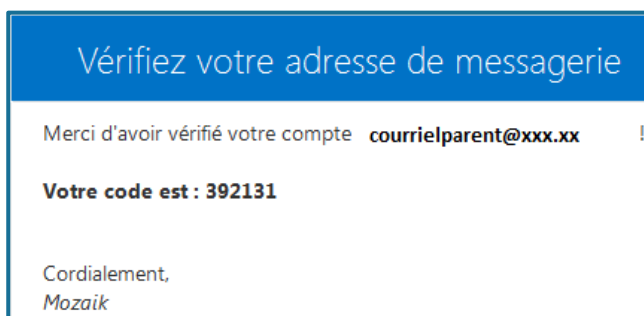 Vérifiez votre adresse de messagerie
Merci d'avoir vérifié votre compte courrielparent@xxx.xx !
Votre code est : 392131
Cordialement,
Mozaik